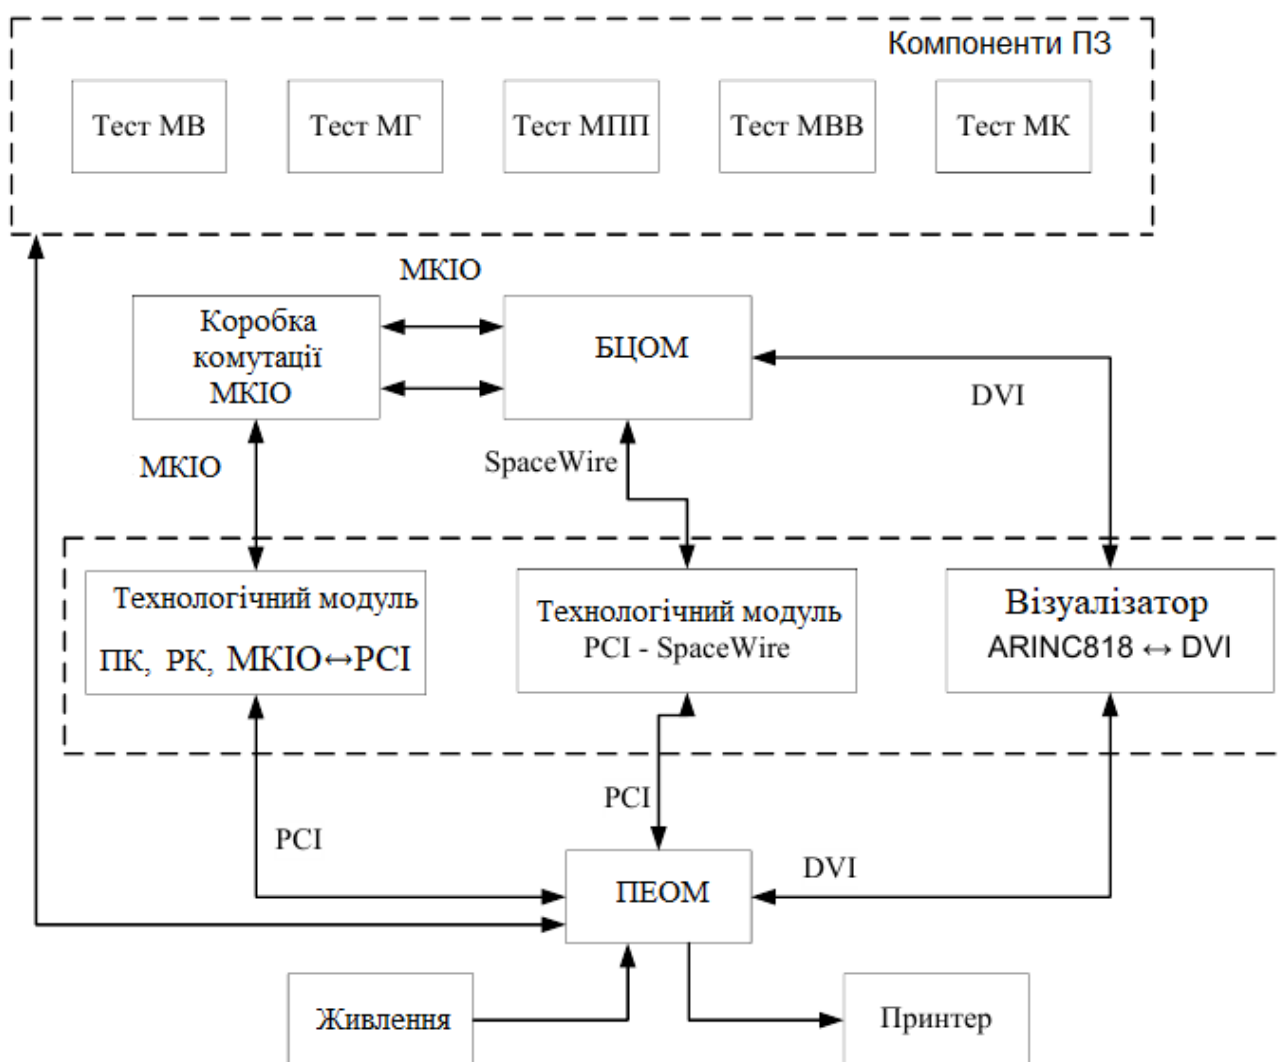 Компоненти ПЗ
Тест МВ
Тест МГ
Тест МПП
Тест МВВ
Тест МК
МКІО
Коробка
комутації
МКІО
БЦОМ
DVI
МКІО
SpaceWire
Технологічний модуль
ПК, РК, МКІО↔PCI
Технологічний модуль
PCI - SpaceWire
Візуалізатор
ARINC818 ↔ DVI
PCI
PCI
DVI
ПЕОМ
Живлення
Принтер